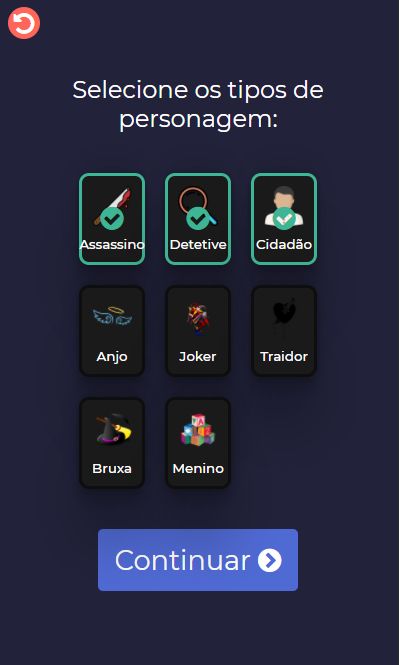 Selecione os tipos de
personagem:
Assassino Detetive Cidadão
Anjo Joker Traidor
Bruxa Menino
Continuar